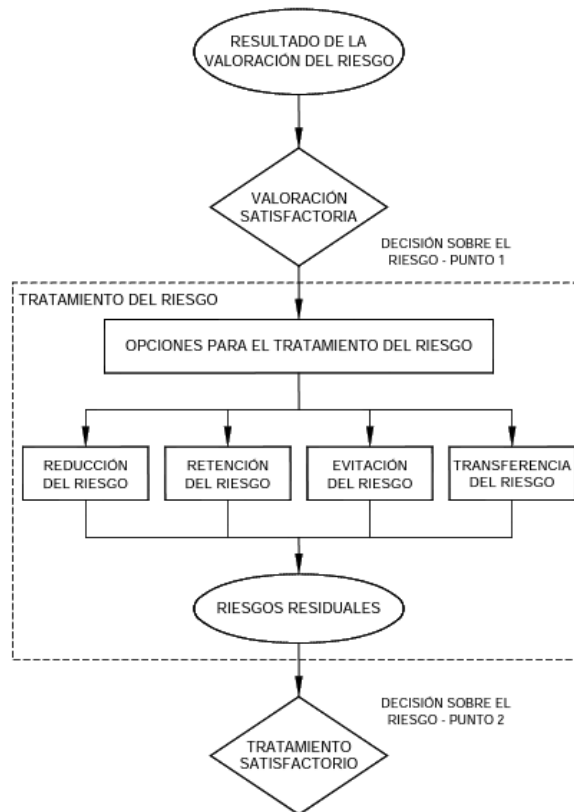 RESULTADO DE LA
VALORACIÓN DEL RIESGO
VALORACIÓN
SATISFACTORIA
DECISIÓN SOBRE EL
RIESGO - PUNTO 1
TRATAMIENTO DEL RIESGO
OPCIONES PARA EL TRATAMIENTO DEL RIESGO
REDUCCIÓN
DEL RIESGO
RETENCIÓN
DEL RIESGO
EVITACIÓN
DEL RIESGO
TRANSFERENCIA
DEL RIESGO
RIESGOS RESIDUALES
DECISIÓN SOBRE EL
RIESGO - PUNTO 2
TRATAMIENTO
SATISFACTORIO